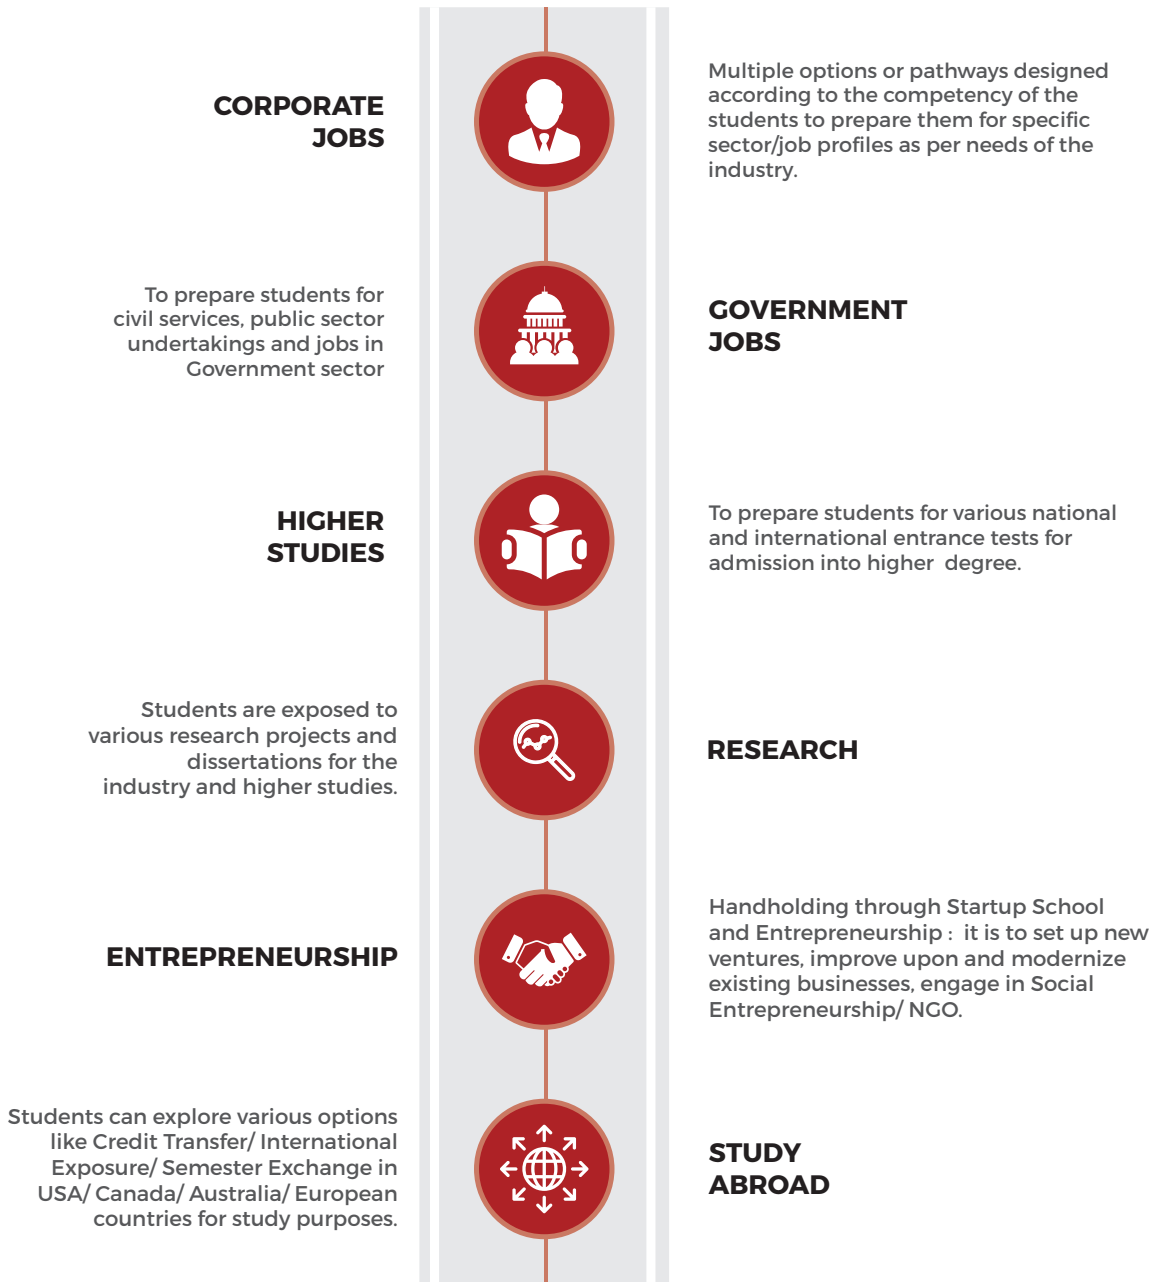 CORPORATE
JOBS
Multiple options or pathways designed
according to the competency of the
students to prepare them for specific
sector/job profiles as per needs of the
industry.
To prepare students for
civil services, public sector
undertakings and jobs in
Government sector
GOVERNMENT
JOBS
HIGHER
STUDIES
To prepare students for various national
and international entrance tests for
admission into higher  degree.
Students are exposed to
various research projects and
dissertations for the
industry and higher studies.
RESEARCH
ENTREPRENEURSHIP
Handholding through Startup School
and Entrepreneurship :  it is to set up new
ventures, improve upon and modernize
existing businesses, engage in Social
Entrepreneurship/ NGO.
Students can explore various options
like Credit Transfer/ International
Exposure/ Semester Exchange in
USA/ Canada/ Australia/ European
countries for study purposes.
STUDY
ABROAD